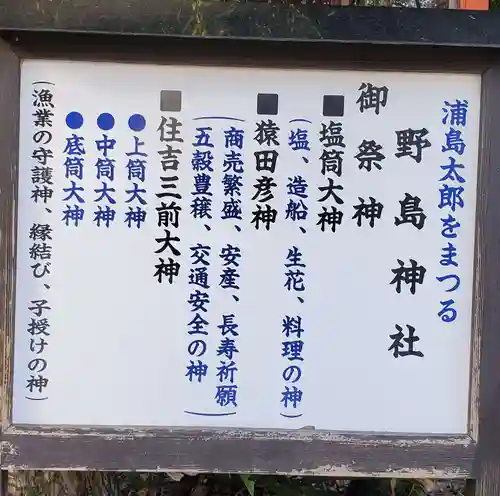 浦島太郎をまつる
野島神社
御祭神
■塩筒大神
(塩、造船、生花、料理の神)
■猿田彦神
(商売繁盛、安産、長寿祈願
五穀豊穣、交通安全の神)
■住吉三前大神
●上筒大神
●中筒大神
●底筒大神
(漁業の守護神、縁結び、子授けの神)